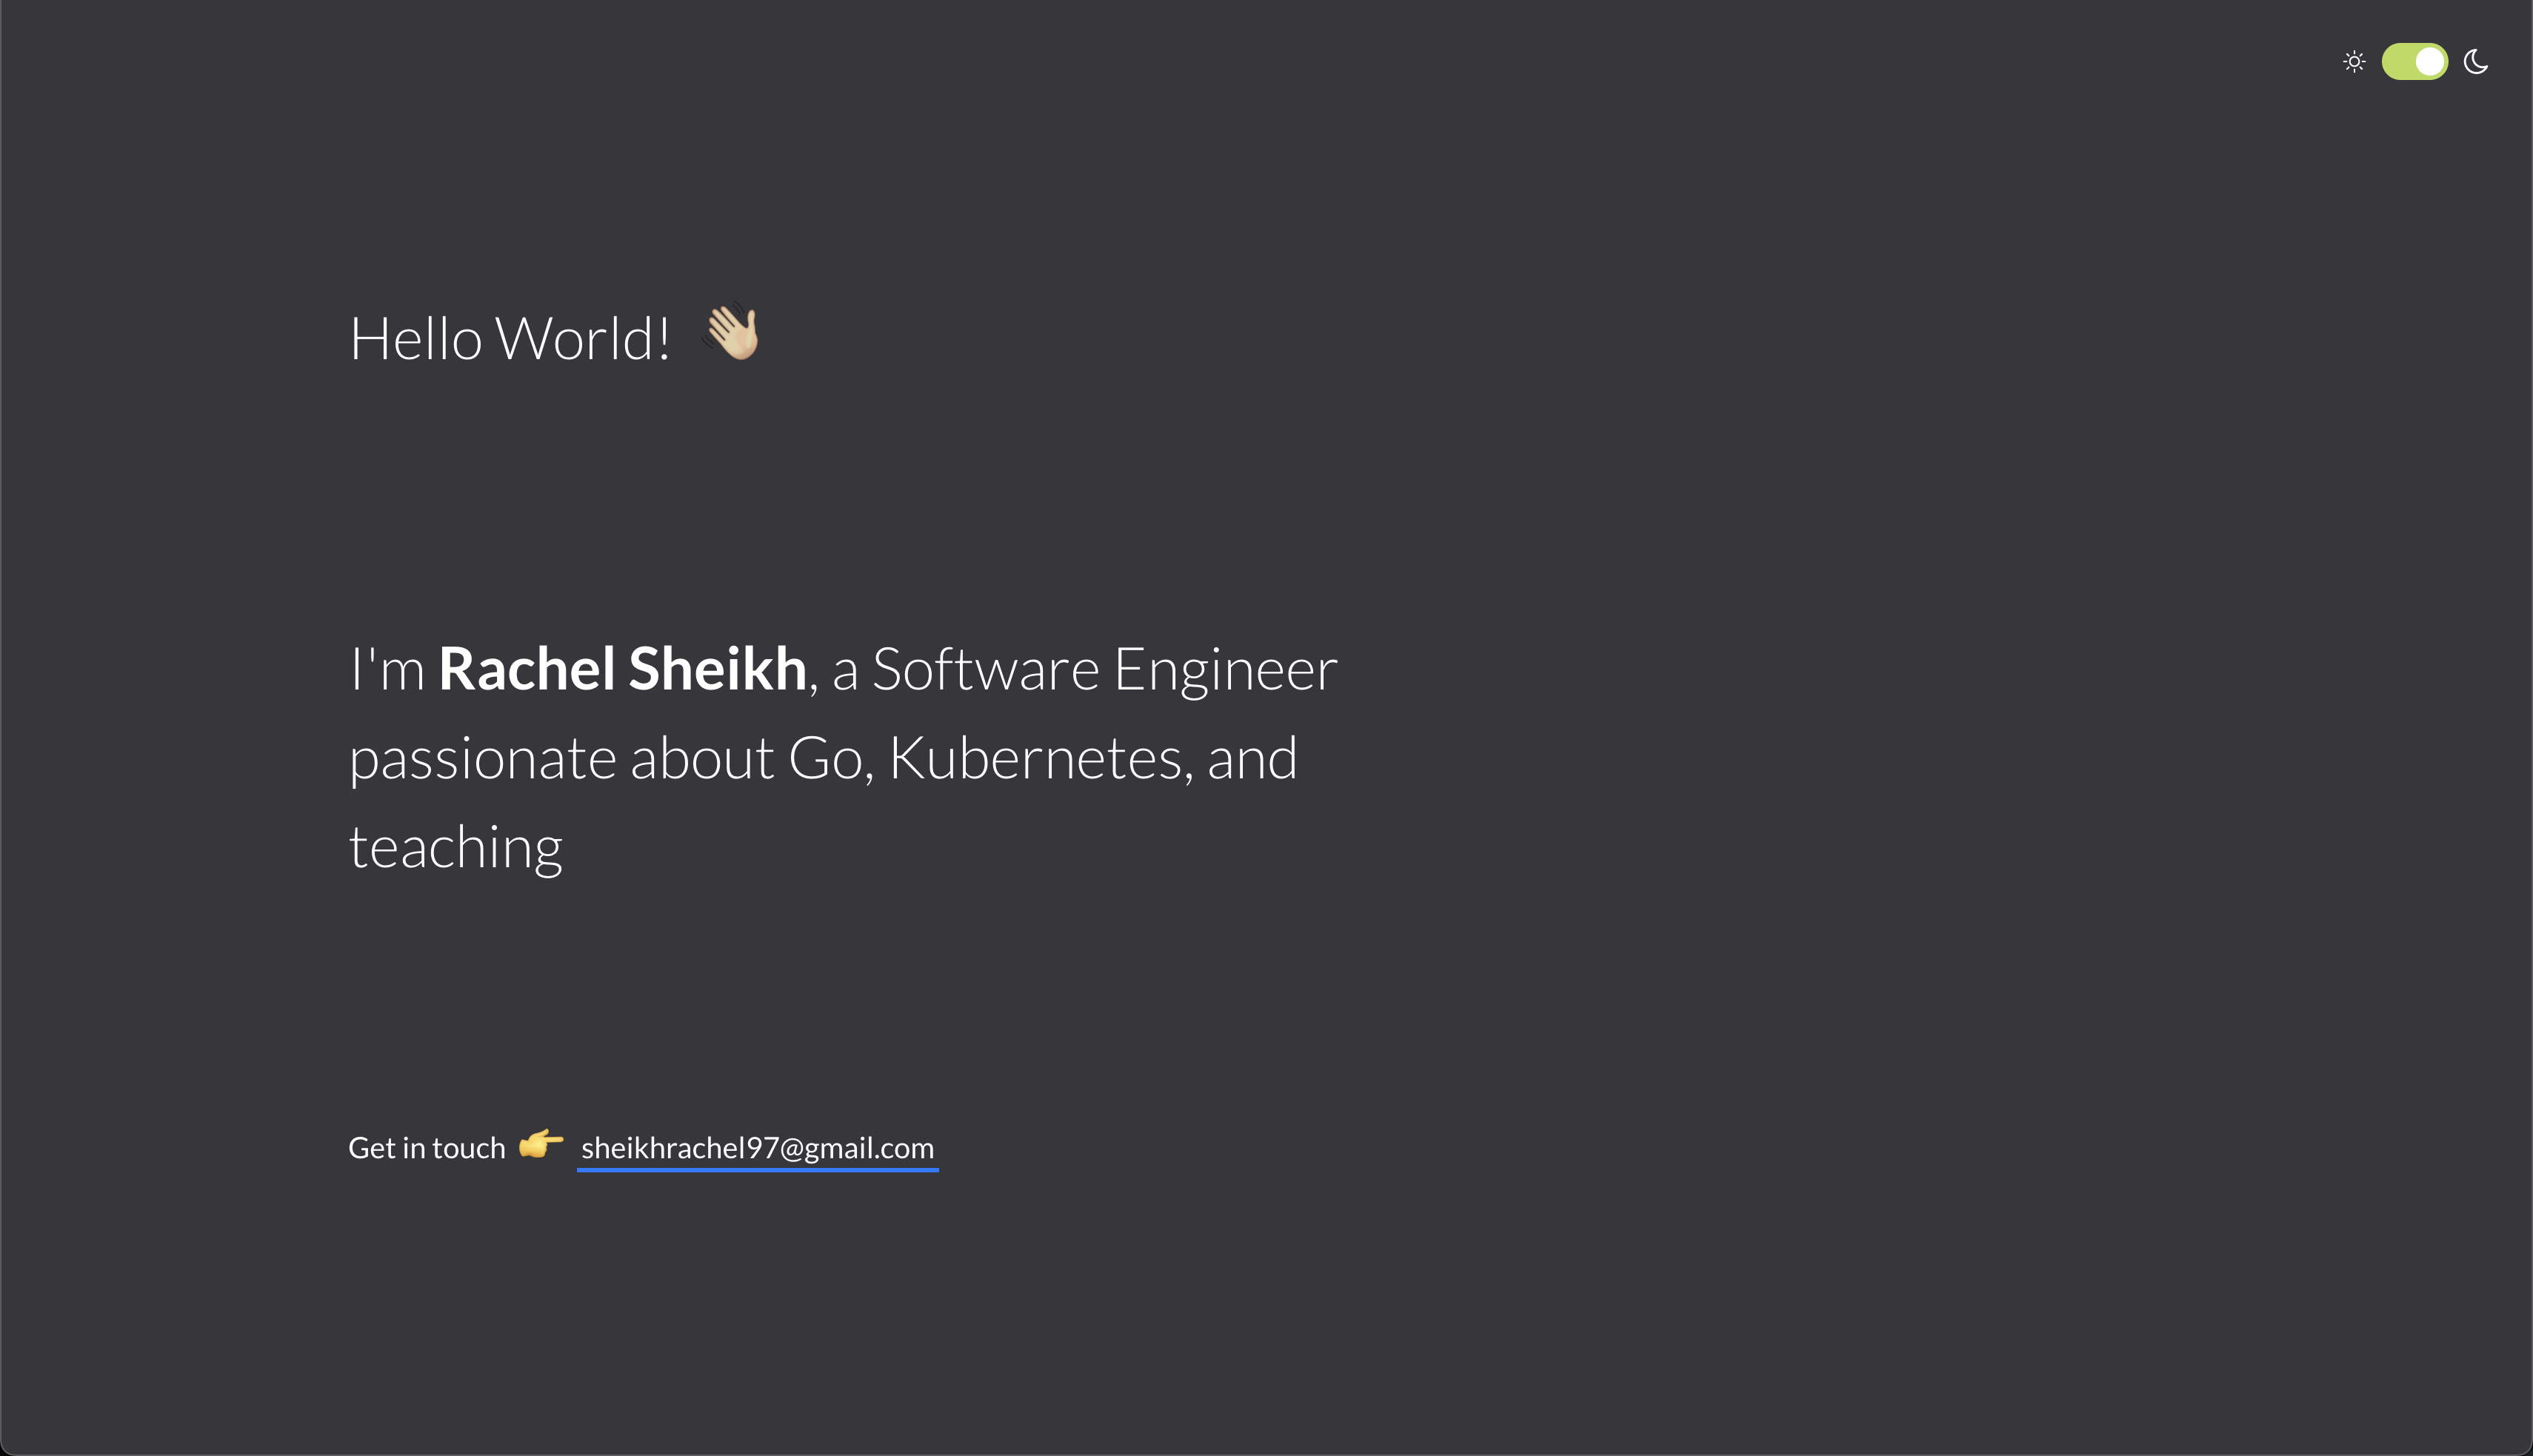 Hello World! 👋🏼
I'm Rachel Sheikh, a Software Engineer
passionate about Go, Kubernetes, and
teaching
Get in touch 👉 sheikhrachel97@gmail.com